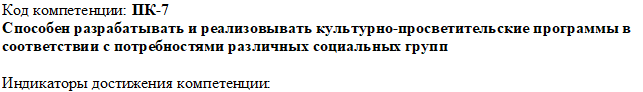 Код компетенции: ПК-7
Способен разрабатывать и реализовывать культурно-просветительские программы в
соответствии с потребностями различных социальных групп
Индикаторы достижения компетенции: